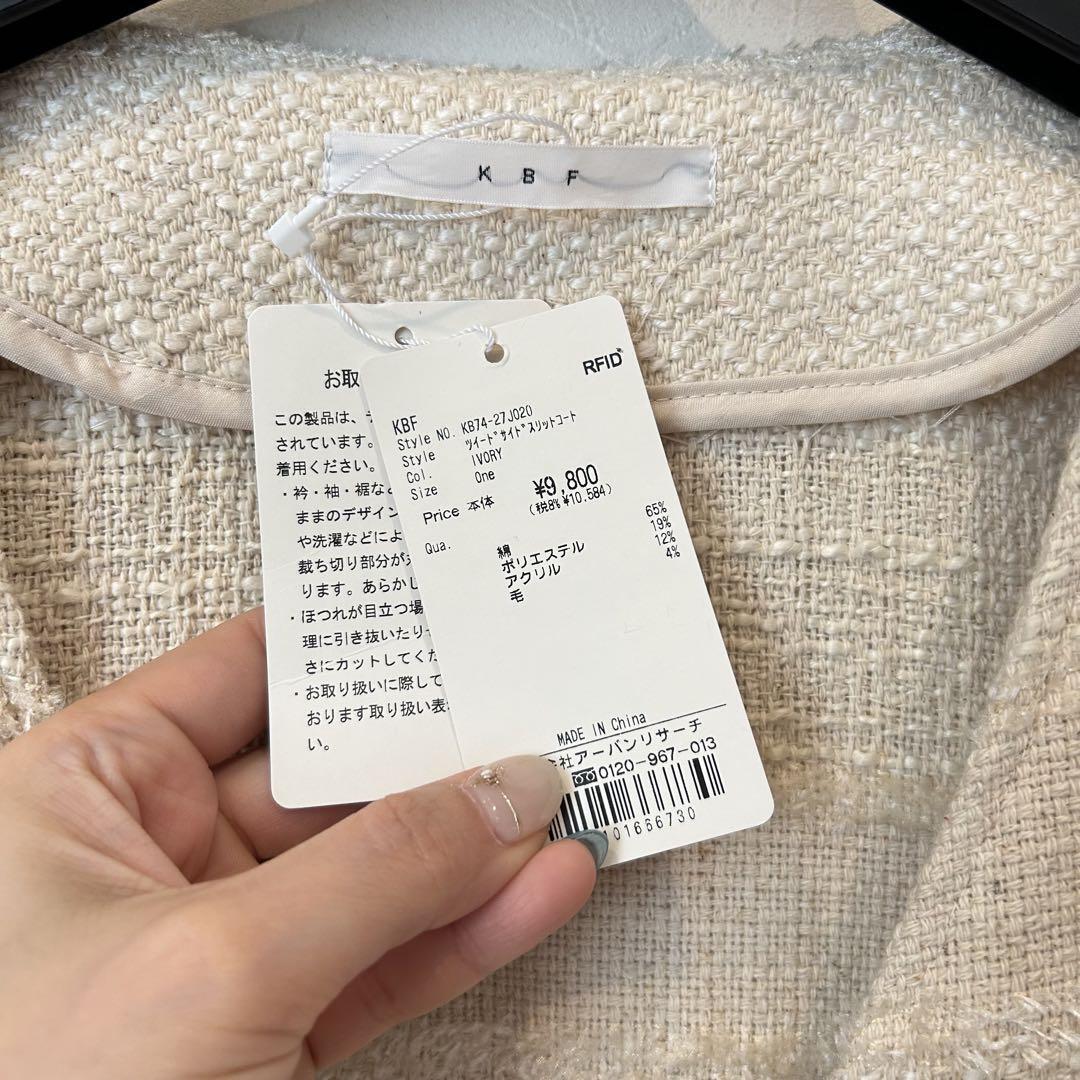 K B F
お取
この製品は、
されています。
着用ください。
・衿・袖・裾な
ままのデザイン
や洗濯などによ
裁ち切り部分が
ります。あらかし
・ほつれが目立つ場
理に引き抜いたり
さにカットしてくだ
・お取り扱いに際して
おります取り扱い表
い。
RFID
KBF
Style NO. KB74-27J020
Style ツイードサイドスリットコート
Col. IVORY
Size One
Price 本体 ¥9,800
(税8% ¥10,584)
Qua.
綿 65%
ポリエステル 19%
アクリル 12%
毛 4%
MADE IN China
会社アーバンリサーチ
0120-967-013
01666730